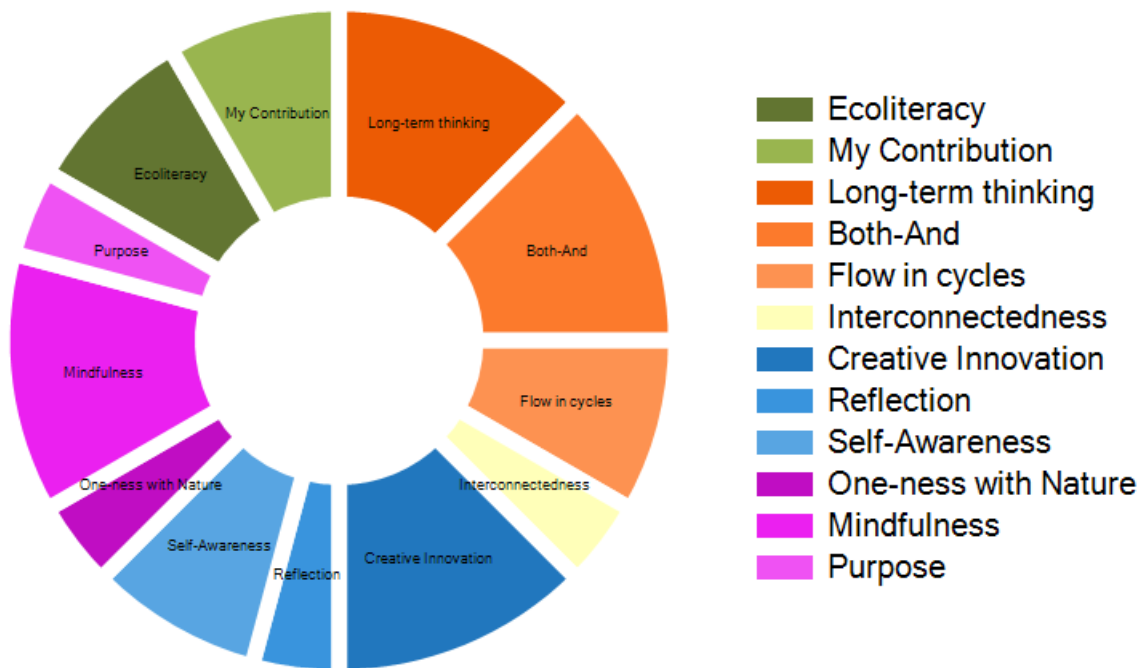 My Contribution
Long-term thinking
Ecoliteracy
Both-And
Purpose
Mindfulness
Flow in cycles
One-ness with Nature
Interconnectedness
Self-Awareness
Creative Innovation
Reflection
Ecoliteracy
My Contribution
Long-term thinking
Both-And
Flow in cycles
Interconnectedness
Creative Innovation
Reflection
Self-Awareness
One-ness with Nature
Mindfulness
Purpose